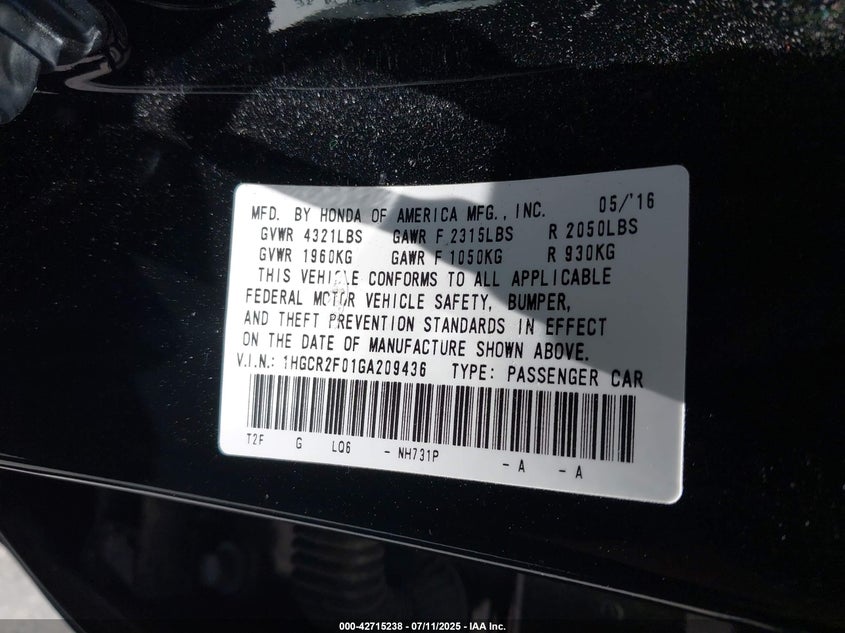 MFD. BY HONDA OF AMERICA MFG., INC. 05/'16
GVWR 4321LBS GAWR F 2315LBS R 2050LBS
GVWR 1960KG GAWR F 1050KG R 930KG
THIS VEHICLE CONFORMS TO ALL APPLICABLE
FEDERAL MOTOR VEHICLE SAFETY, BUMPER,
AND THEFT PREVENTION STANDARDS IN EFFECT
ON THE DATE OF MANUFACTURE SHOWN ABOVE.
V.I.N.: 1HGCR2F01GA209436 TYPE: PASSENGER CAR
T2F G LQ6 - NH731P - A - A
000-42715238 - 07/11/2025 - IAA Inc.